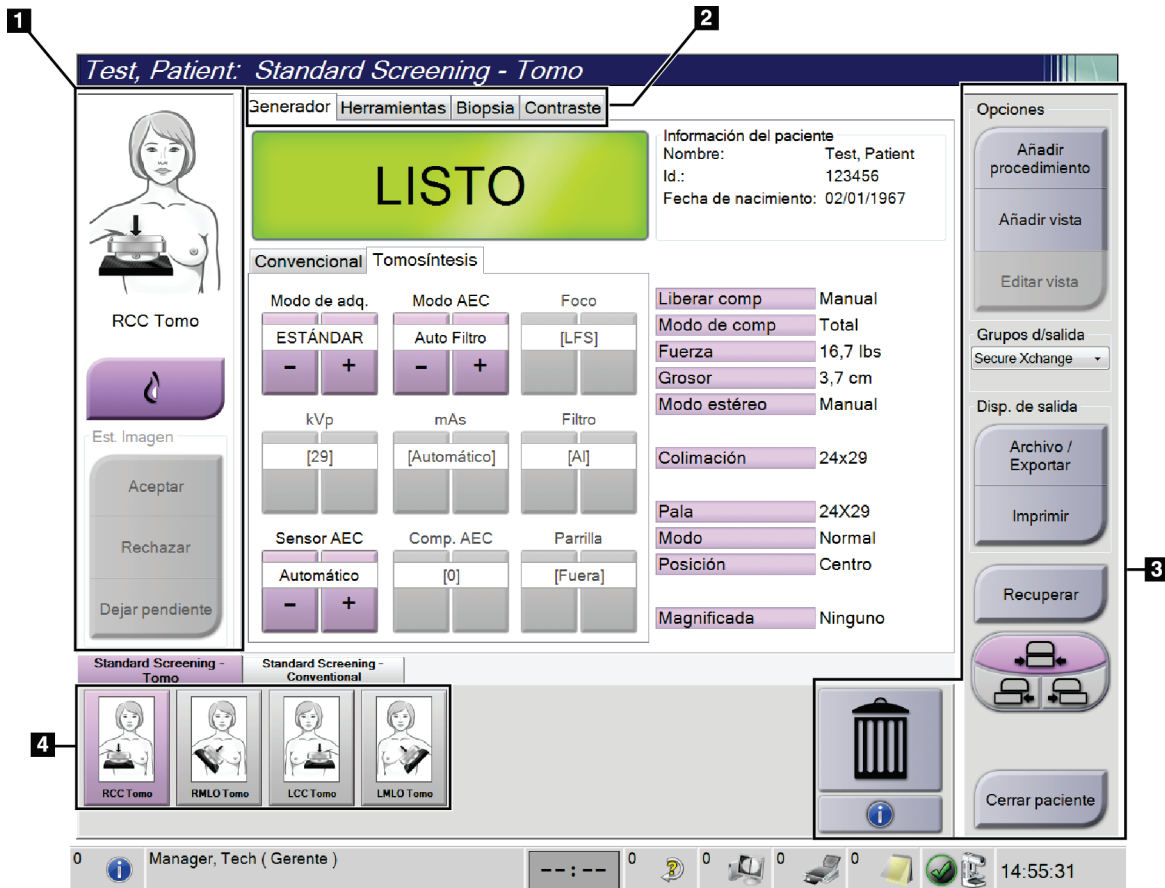 1
2
Test, Patient: Standard Screening - Tomo
Generador Herramientas Biopsia Contraste
RCC Tomo
Est. Imagen
Aceptar
Rechazar
Dejar pendiente
LISTO
Información del paciente
Nombre: Test, Patient
Id.: 123456
Fecha de nacimiento: 02/01/1967
Convencional Tomosíntesis
Modo de adq. Modo AEC Foco
ESTÁNDAR Auto Filtro [LFS]
- + - +
kVp mAs Filtro
[29] [Automático] [Al]
Sensor AEC Comp. AEC Parrilla
Automático [0] [Fuera]
- +
Liberar comp Manual
Modo de comp Total
Fuerza 16,7 lbs
Grosor 3,7 cm
Modo estéreo Manual
Colimación 24x29
Pala 24X29
Modo Normal
Posición Centro
Magnificada Ninguno
Opciones
Añadir
procedimiento
Añadir vista
Editar vista
Grupos d/salida
Secure Xchange
Disp. de salida
Archivo /
Exportar
Imprimir
3
Recuperar
Cerrar paciente
Standard Screening -
Tomo
Standard Screening -
Conventional
4
RCC Tomo RMLO Tomo LCC Tomo LMLO Tomo
0 Manager, Tech ( Gerente ) --:-- 0 0 0 0 14:55:31